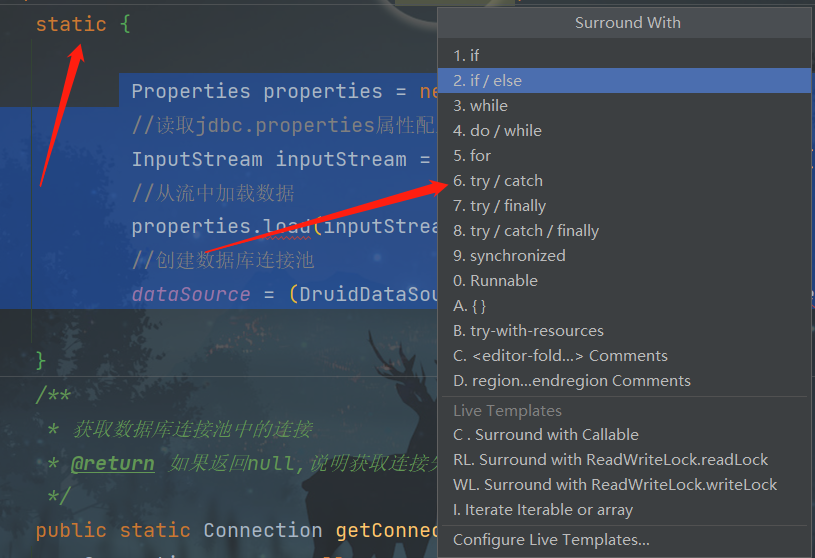 static {
Properties properties = ne
//读取jdbc.properties属性配
InputStream inputStream =
//从流中加载数据
properties.load(inputStrea
//创建数据库连接池
dataSource = (DruidDataSou
}
/**
* 获取数据库连接池中的连接
* @return 如果返回null,说明获取连接失
*/
public static Connection getConnec
Surround With
1. if
2. if / else
3. while
4. do / while
5. for
6. try / catch
7. try / finally
8. try / catch / finally
9. synchronized
0. Runnable
A. { }
B. try-with-resources
C. <editor-fold...> Comments
D. region...endregion Comments
Live Templates
C . Surround with Callable
RL. Surround with ReadWriteLock.readLock
WL. Surround with ReadWriteLock.writeLock
I. Iterate Iterable or array
Configure Live Templates...